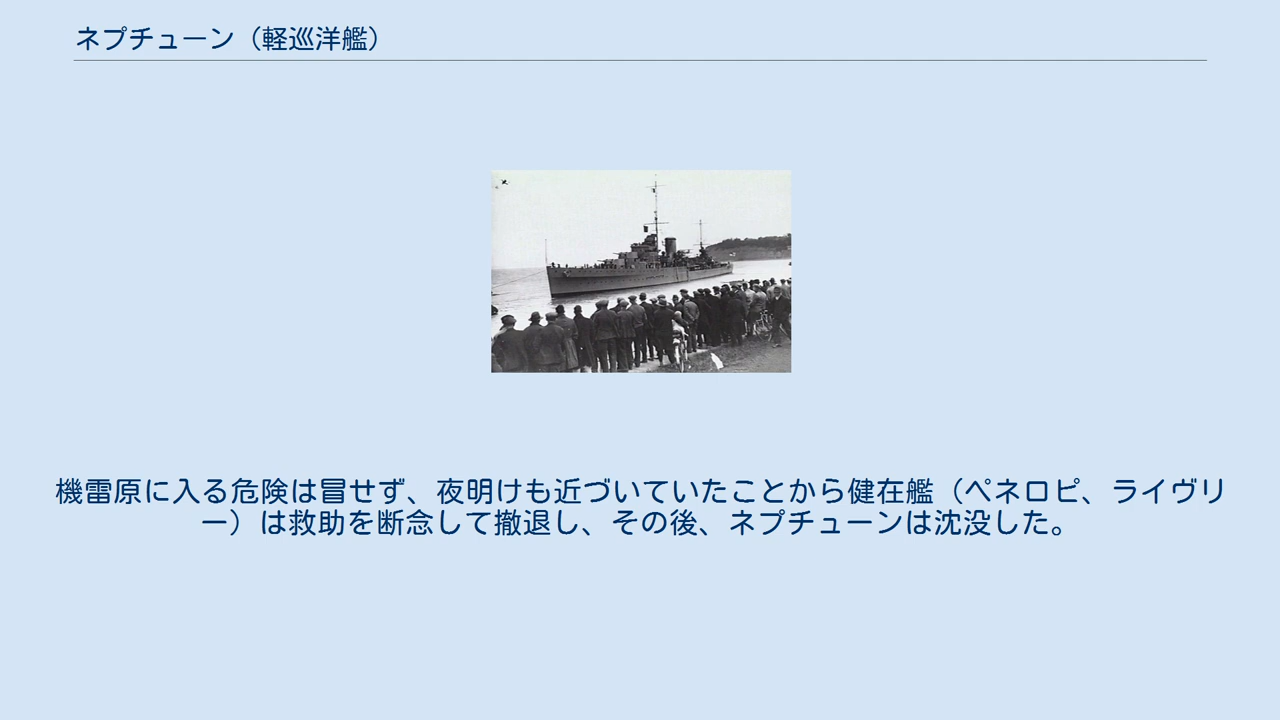 ネプチューン（軽巡洋艦）
機雷原に入る危険は冒せず、夜明けも近づいていたことから健在艦（ペネロピ、ライヴリ
ー）は救助を断念して撤退し、その後、ネプチューンは沈没した。